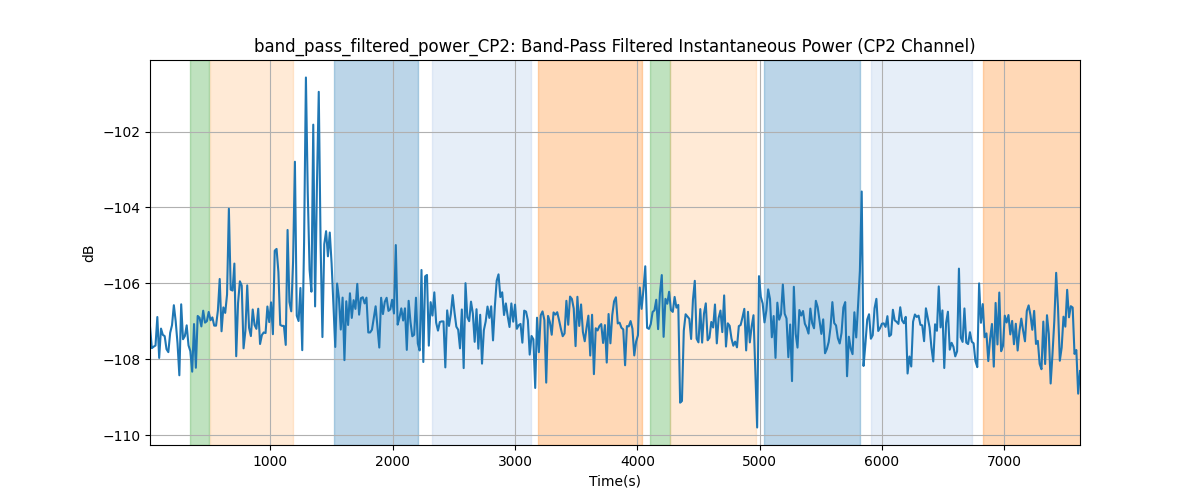 band_pass_filtered_power_CP2: Band-Pass Filtered Instantaneous Power (CP2 Channel)
−102
−104
−106
−108
−110
dB
1000 2000 3000 4000 5000 6000 7000
Time(s)